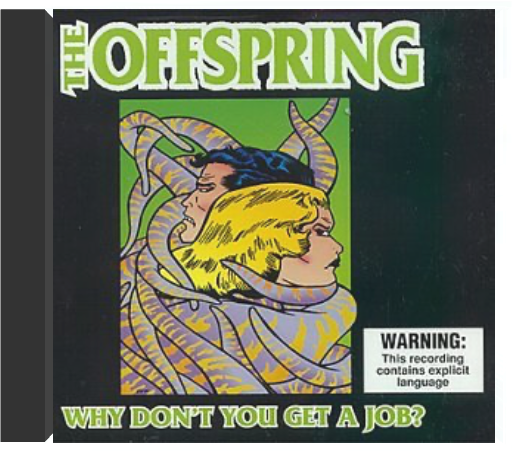 THE OFFSPRING
WARNING:
This recording
contains explicit
language
WHY DON'T YOU GET A JOB?